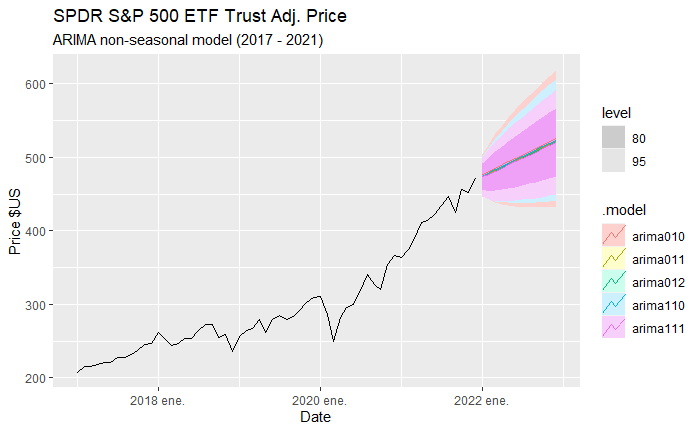 SPDR S&P 500 ETF Trust Adj. Price
ARIMA non-seasonal model (2017 - 2021)
600
500
400
300
200
Price $US
2018 ene.
2020 ene.
2022 ene.
Date
level
80
95
.model
arima010
arima011
arima012
arima110
arima111